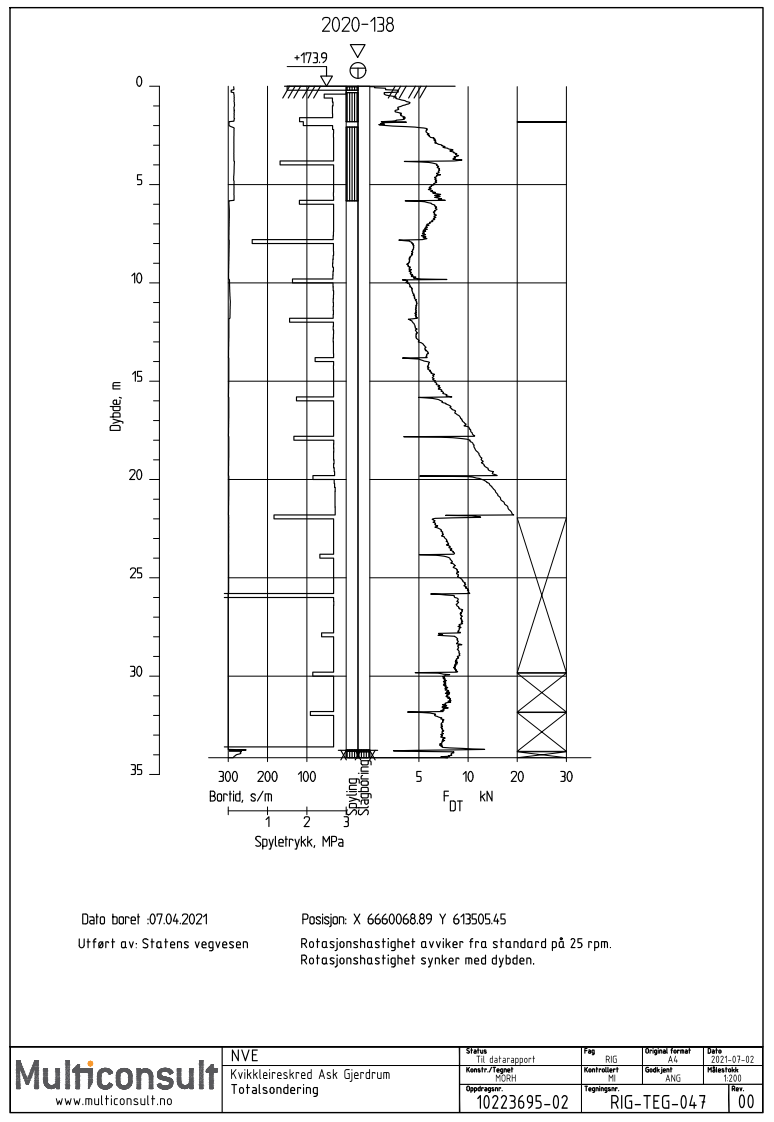 2020-138
+173.9
0
5
10
15
20
25
30
35
Dybde, m
300 200 100
Bortid, s/m
1 2 3
Spyletrykk, MPa
Spyling
Slagboring
5 10 20 30
F DT kN
Dato boret :07.04.2021
Posisjon: X 6660068.89 Y 613505.45
Utført av: Statens vegvesen
Rotasjonshastighet avviker fra standard på 25 rpm.
Rotasjonshastighet synker med dybden.
Multiconsult
www.multiconsult.no
NVE
Kvikkleireskred Ask Gjerdrum
Totalsondering
Status
Til datarapport
Fag
RIG
Original format
A4
Dato
2021-07-02
Konstr./Tegnet
MORH
Kontrollert
MI
Godkjent
ANG
Målestokk
1:200
Oppdragsnr.
10223695-02
Tegningsnr.
RIG-TEG-047
Rev.
00